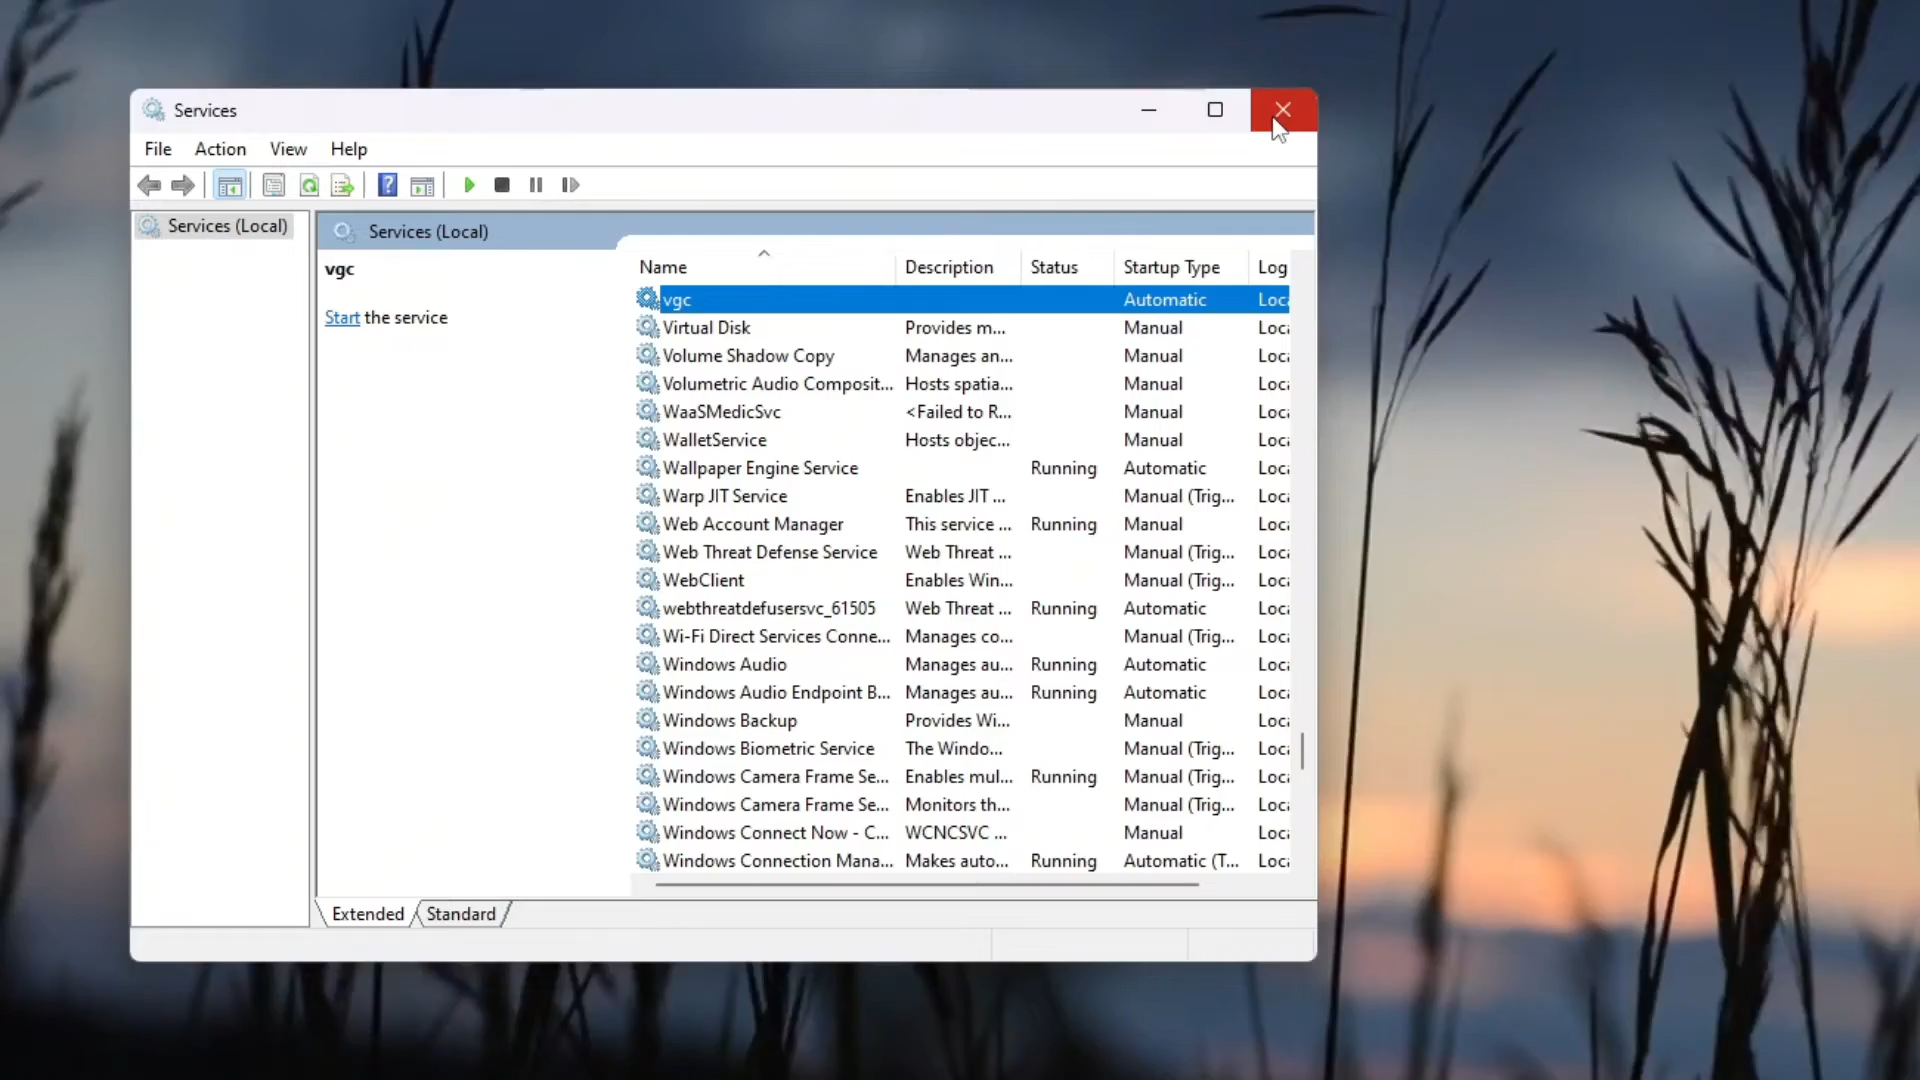 Services
File Action View Help
Services (Local)
Services (Local)
vgc
Start the service
Name Description Status Startup Type Log
vgc Automatic Loc
Virtual Disk Provides m... Manual Loc
Volume Shadow Copy Manages an... Manual Loc
Volumetric Audio Composit... Hosts spatia... Manual Loc
WaaSMedicSvc <Failed to R... Manual Loc
WalletService Hosts objec... Manual Loc
Wallpaper Engine Service Running Automatic Loc
Warp JIT Service Enables JIT ... Manual (Trig... Loc
Web Account Manager This service ... Running Manual Loc
Web Threat Defense Service Web Threat ... Manual (Trig... Loc
WebClient Enables Win... Manual (Trig... Loc
webthreatdefusersvc_61505 Web Threat ... Running Automatic Loc
Wi-Fi Direct Services Conne... Manages co... Manual (Trig... Loc
Windows Audio Manages au... Running Automatic Loc
Windows Audio Endpoint B... Manages au... Running Automatic Loc
Windows Backup Provides Wi... Manual Loc
Windows Biometric Service The Windo... Manual (Trig... Loc
Windows Camera Frame Se... Enables mul... Running Manual (Trig... Loc
Windows Camera Frame Se... Monitors th... Manual (Trig... Loc
Windows Connect Now - C... WCNCSVC ... Manual Loc
Windows Connection Mana... Makes auto... Running Automatic (T... Loc
Extended Standard